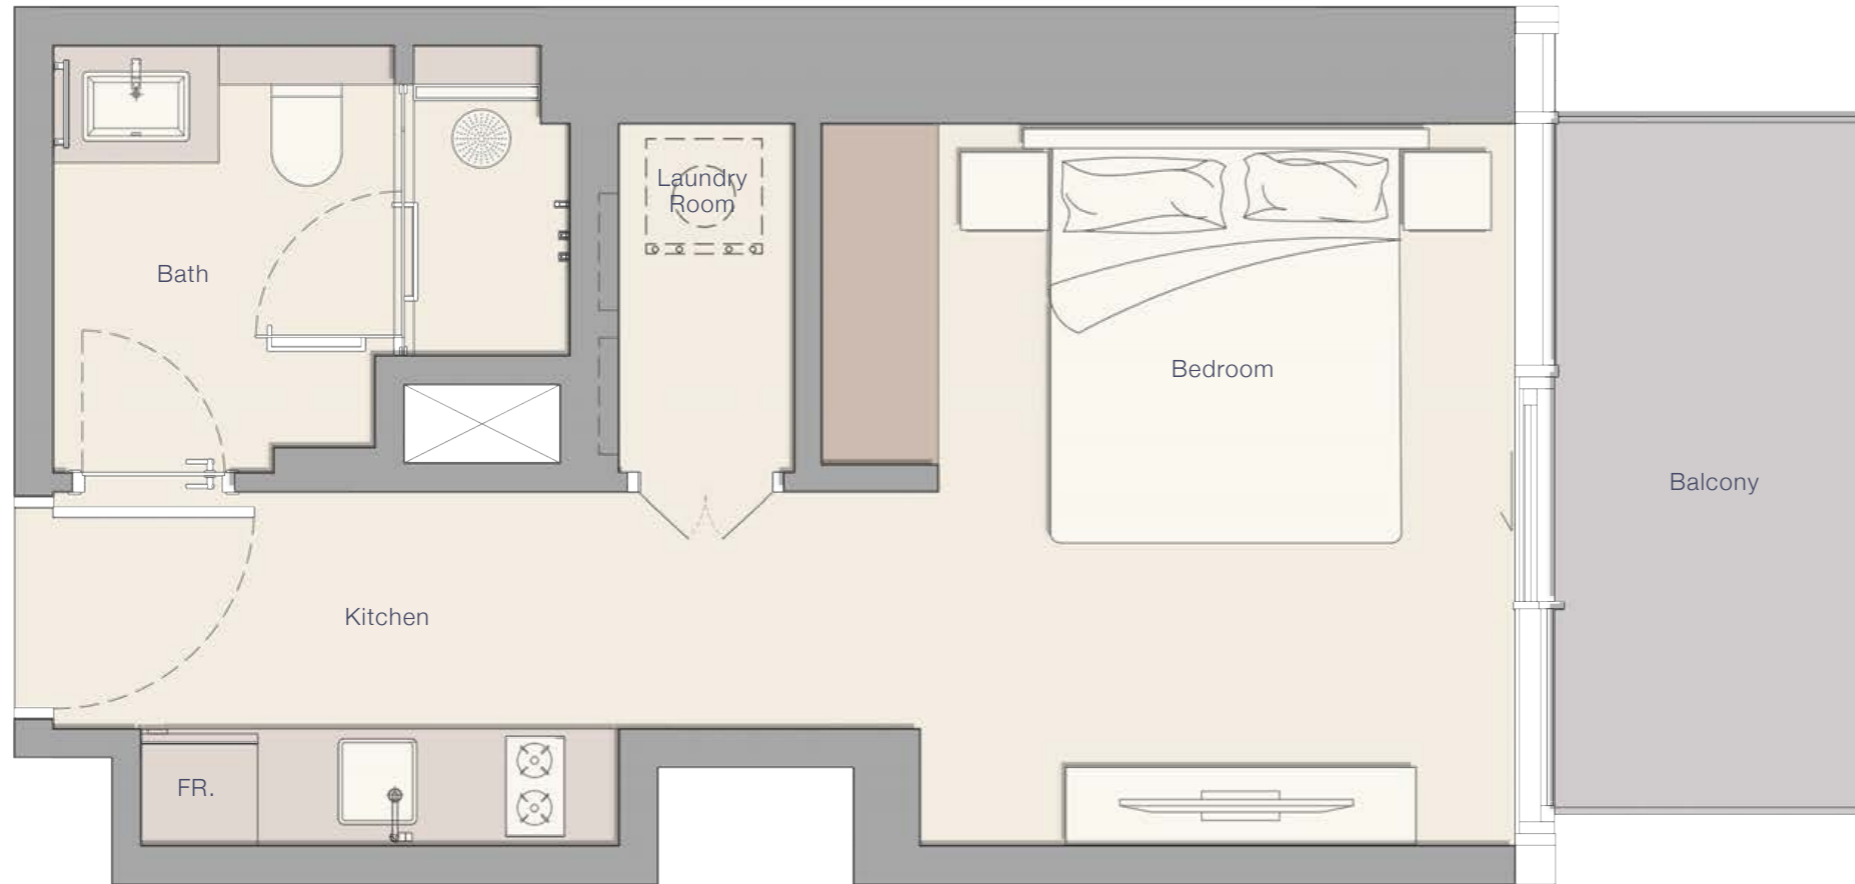 Laundry
Room
Bath
Bedroom
Balcony
Kitchen
FR.